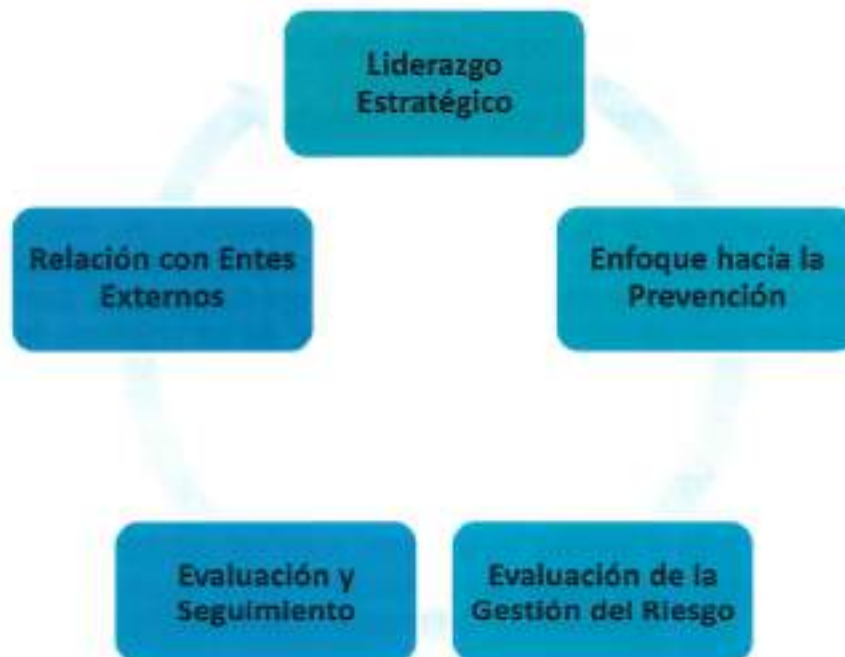 Liderazgo
Estratégico
Enfoque hacia la
Prevención
Evaluación de la
Gestión del Riesgo
Evaluación y
Seguimiento
Relación con Entes
Externos